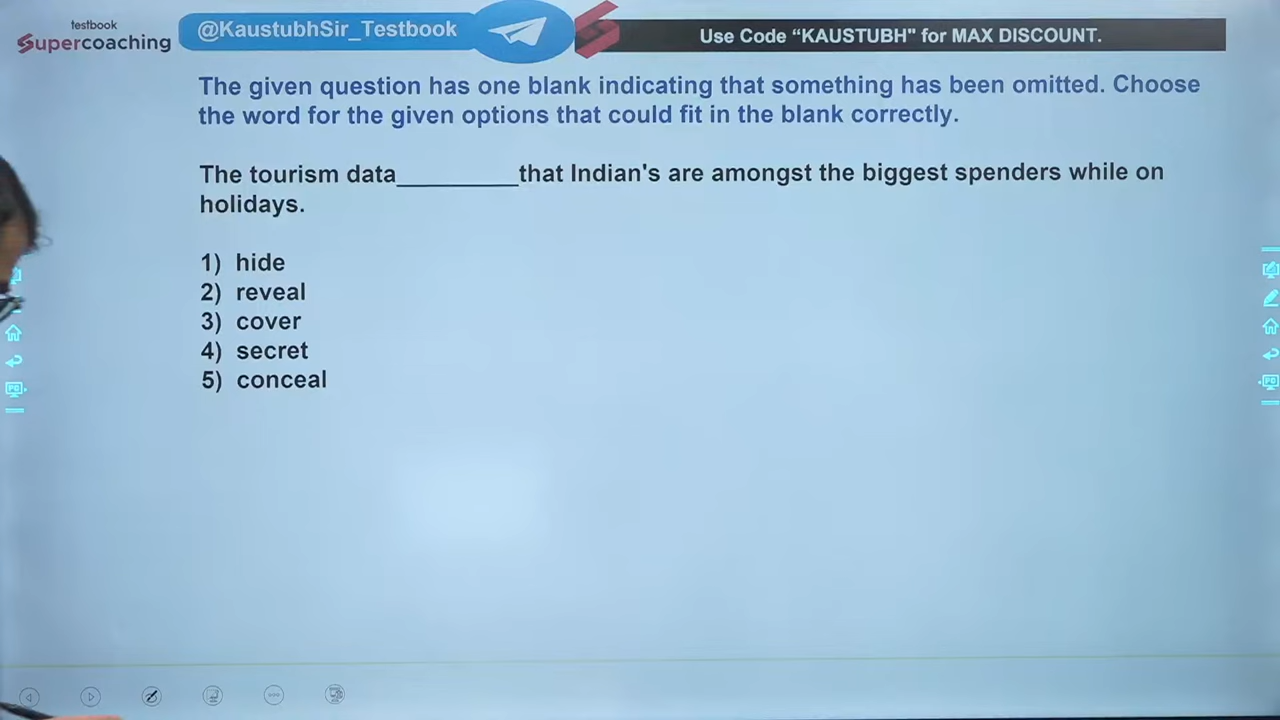 testbook
Supercoaching
@KaustubhSir_Testbook
Use Code “KAUSTUBH" for MAX DISCOUNT.
The given question has one blank indicating that something has been omitted. Choose
the word for the given options that could fit in the blank correctly.
The tourism data_________that Indian's are amongst the biggest spenders while on
holidays.
1) hide
2) reveal
3) cover
4) secret
5) conceal